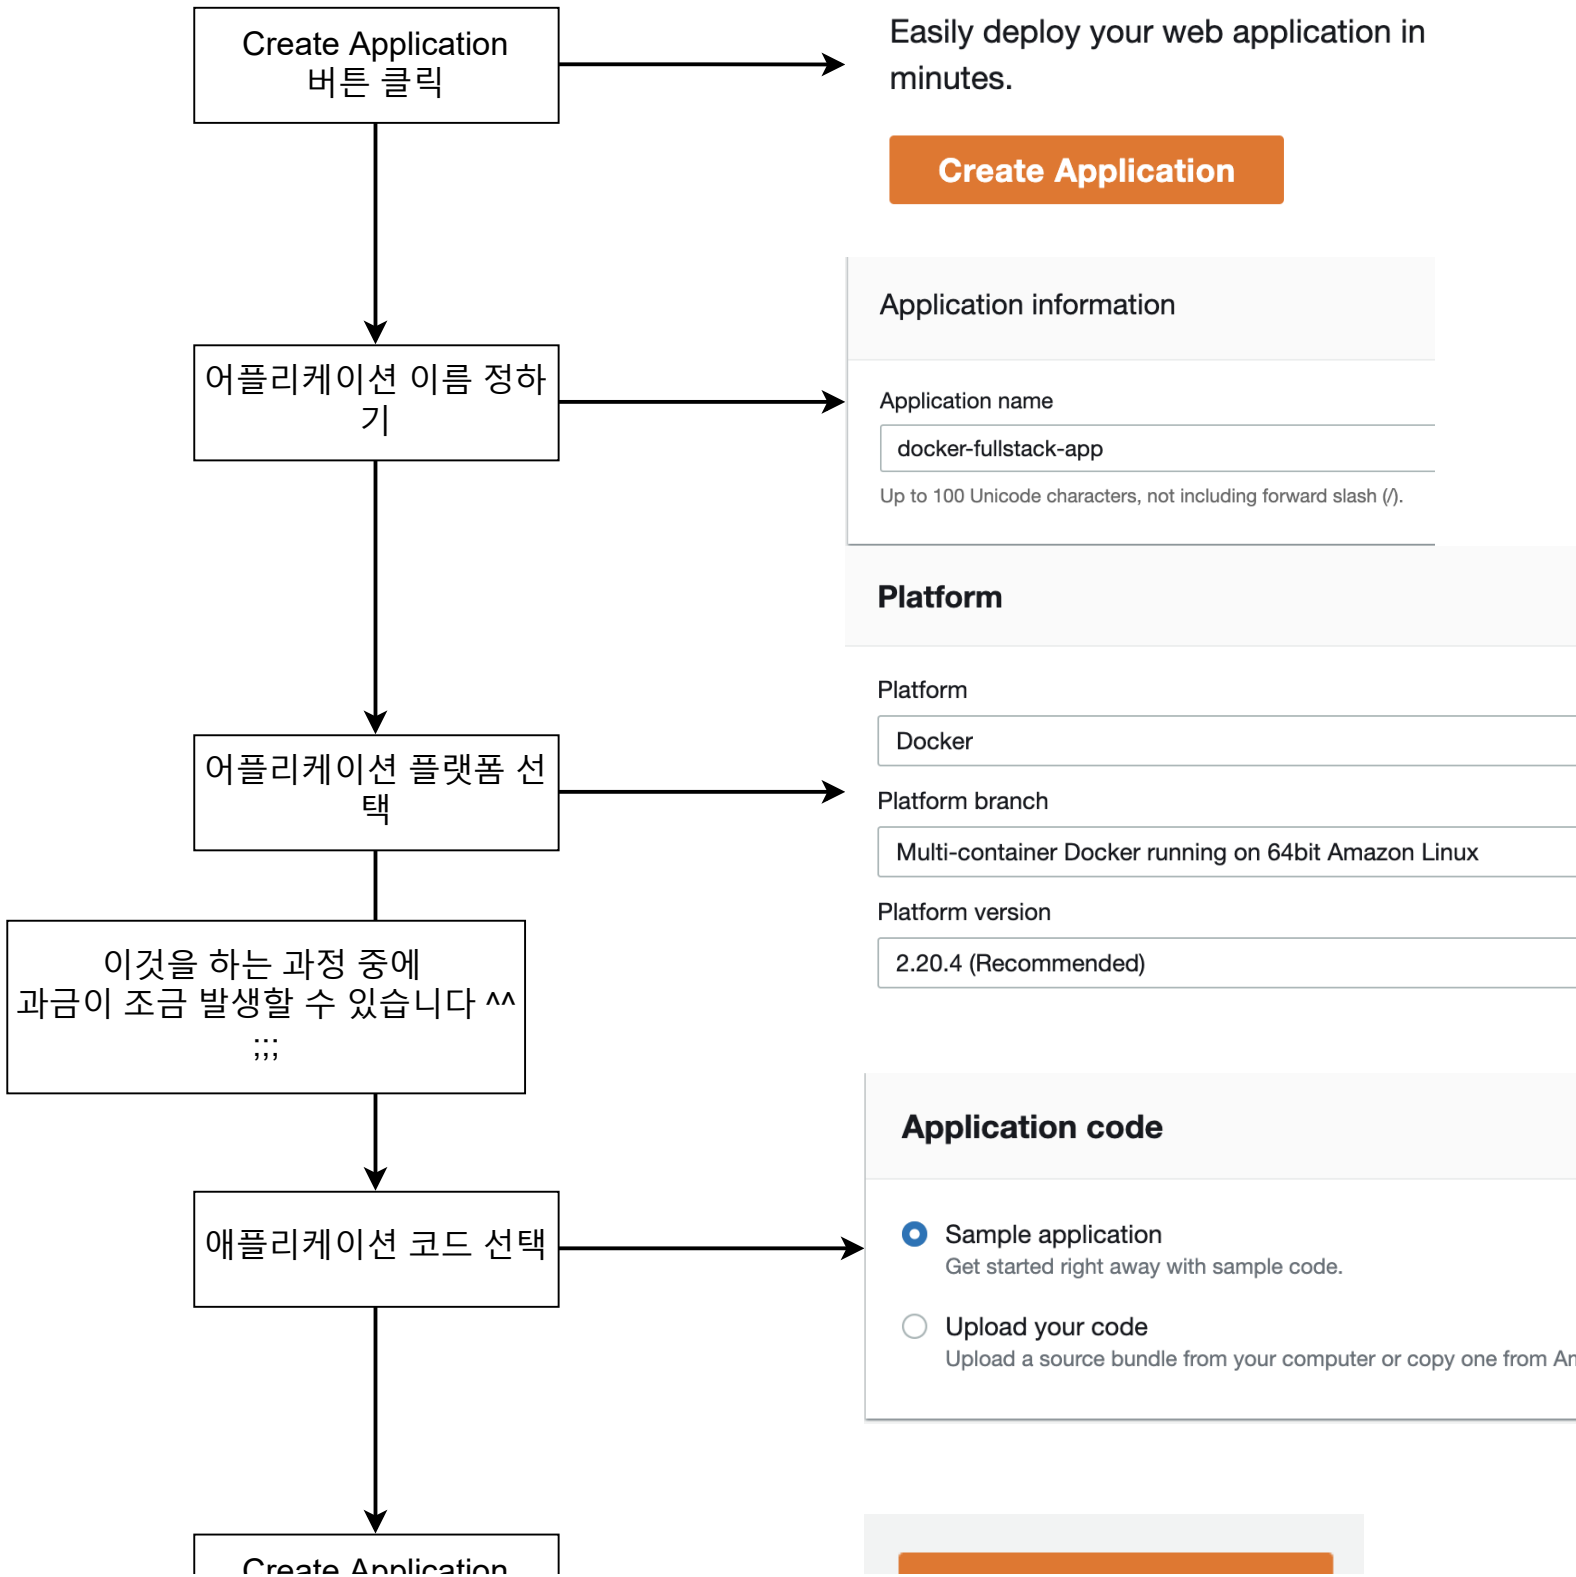 Create Application
버튼 클릭
Easily deploy your web application in
minutes.
Create Application
어플리케이션 이름 정하
기
Application information
Application name
docker-fullstack-app
Up to 100 Unicode characters, not including forward slash (/).
어플리케이션 플랫폼 선
택
Platform
Platform
Docker
Platform branch
Multi-container Docker running on 64bit Amazon Linux
Platform version
2.20.4 (Recommended)
이것을 하는 과정 중에
과금이 조금 발생할 수 있습니다 ^^
;;;
애플리케이션 코드 선택
Application code
Sample application
Get started right away with sample code.
Upload your code
Upload a source bundle from your computer or copy one from
Create Application